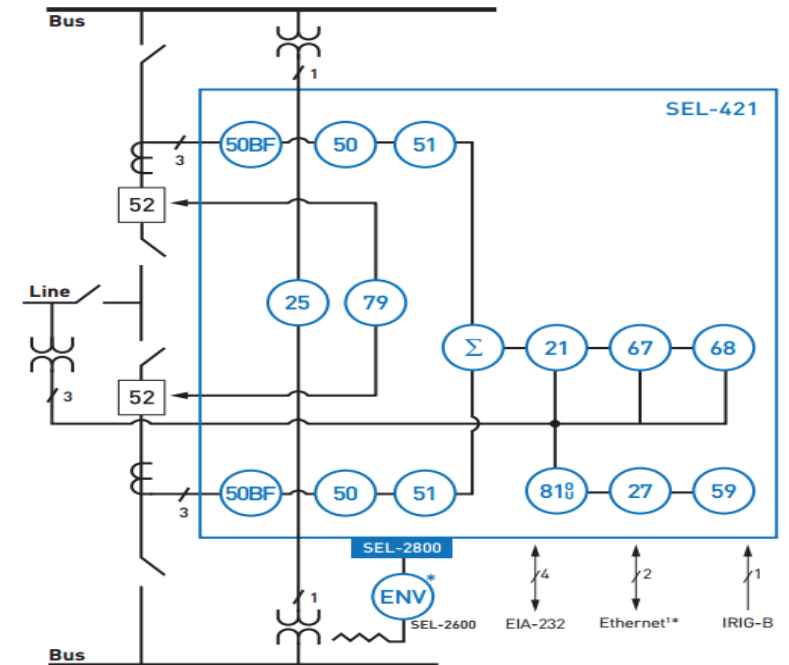 Bus
1
SEL-421
50BF 50 51
3
52
25 79
Line
Σ 21 67 68
3
52
50BF 50 51
81OU 27 59
3
SEL-2800
1
ENV*
SEL-2600
4
2
1
EIA-232 Ethernet¹* IRIG-B
Bus